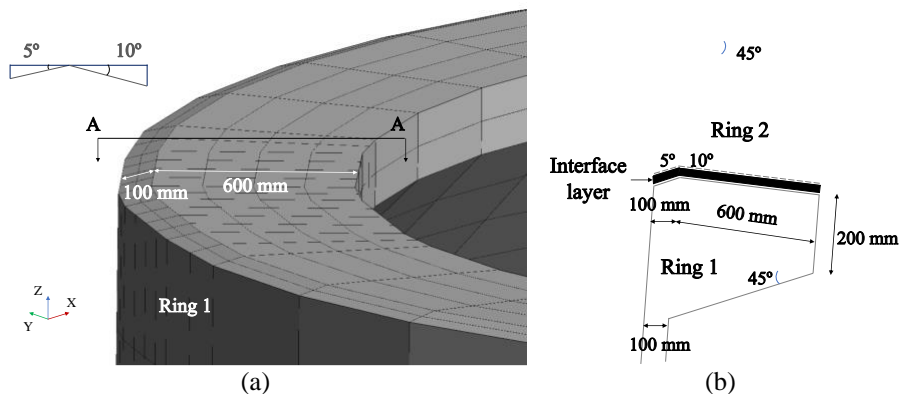 5º 10º
A A
100 mm 600 mm
Ring 1
Z
X
Y
(a)
45º
Ring 2
5º 10º
Interface
layer
100 mm
600 mm
200 mm
Ring 1
45º
100 mm
(b)